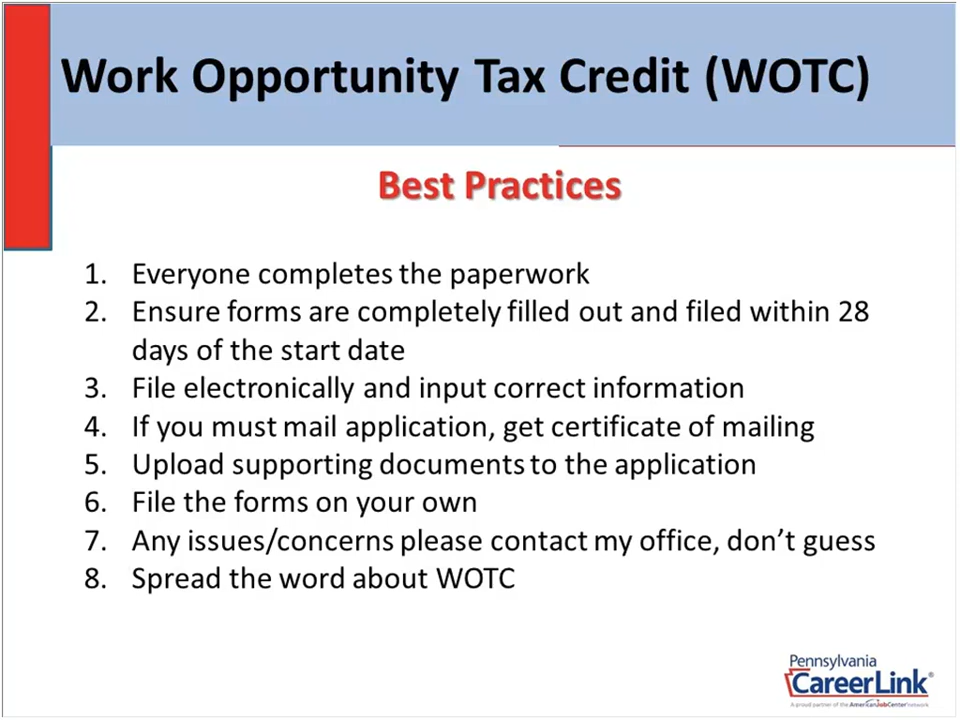 Work Opportunity Tax Credit (WOTC)
Best Practices
1. Everyone completes the paperwork
2. Ensure forms are completely filled out and filed within 28
days of the start date
3. File electronically and input correct information
4. If you must mail application, get certificate of mailing
5. Upload supporting documents to the application
6. File the forms on your own
7. Any issues/concerns please contact my office, don’t guess
8. Spread the word about WOTC
Pennsylvania
CareerLink®
A proud partner of the AmericanJobCenter network